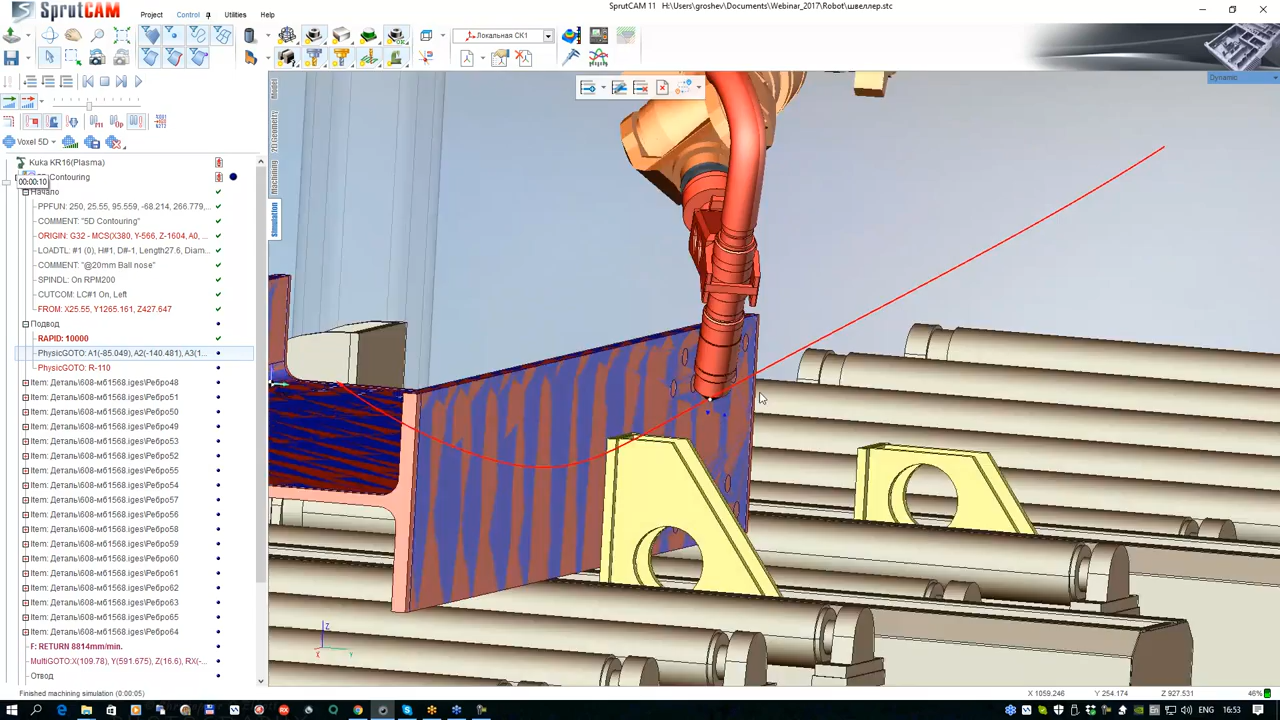 SprutCAM
Project
Control
Utilities
Help
SprutCAM 11 H:\Users\groshev\Documents\Webinar_2017\Robot\швеллер.stc
Локальная СК1
Dynamic
Voxel 5D
Model
2D Geometry
Machining
Simulation
Kuka KR16(Plasma)
Contouring
00:00:10
Начало
PPFUN: 250, 25.55, 95.559, -68.214, 266.779,...
COMMENT: "5D Contouring"
ORIGIN: G32 - MCS(X380, Y-566, Z-1604, A0, ...
LOADTL: #1 (0), H#1, D#-1, Length27.6, Diam...
COMMENT: "@20mm Ball nose"
SPINDL: On RPM200
CUTCOM: LC#1 On, Left
FROM: X25.55, Y1265.161, Z427.647
Подвод
RAPID: 10000
PhysicGOTO: A1(-85.049), A2(-140.481), A3(1...
PhysicGOTO: R-110
Item: Деталь\608-м61568.iges\Ребро48
Item: Деталь\608-м61568.iges\Ребро51
Item: Деталь\608-м61568.iges\Ребро50
Item: Деталь\608-м61568.iges\Ребро49
Item: Деталь\608-м61568.iges\Ребро53
Item: Деталь\608-м61568.iges\Ребро52
Item: Деталь\608-м61568.iges\Ребро55
Item: Деталь\608-м61568.iges\Ребро54
Item: Деталь\608-м61568.iges\Ребро57
Item: Деталь\608-м61568.iges\Ребро56
Item: Деталь\608-м61568.iges\Ребро58
Item: Деталь\608-м61568.iges\Ребро59
Item: Деталь\608-м61568.iges\Ребро60
Item: Деталь\608-м61568.iges\Ребро61
Item: Деталь\608-м61568.iges\Ребро62
Item: Деталь\608-м61568.iges\Ребро63
Item: Деталь\608-м61568.iges\Ребро65
Item: Деталь\608-м61568.iges\Ребро64
F: RETURN 8814mm/min.
MultiGOTO:X(109.78), Y(591.675), Z(16.6), RX(-...
Отвод
Z
X
Y
Finished machining simulation (0:00:05)
X 1059.246
Y 254.174
Z 927.531
46%
ENG
16:53